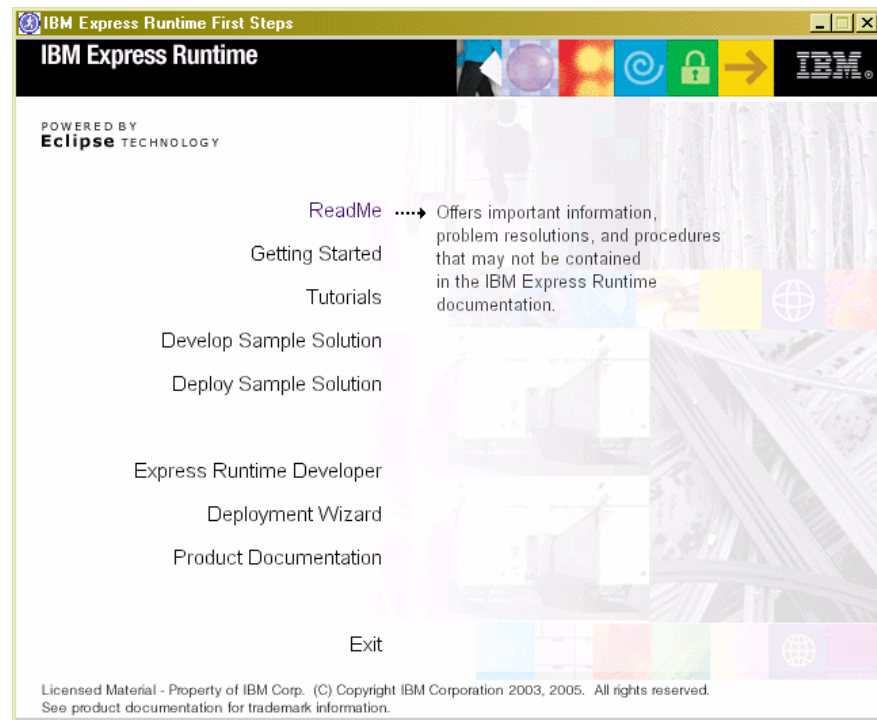 IBM Express Runtime First Steps
IBM Express Runtime
IBM®
POWERED BY
Eclipse TECHNOLOGY
ReadMe
Offers important information,
problem resolutions, and procedures
that may not be contained
in the IBM Express Runtime
documentation.
Getting Started
Tutorials
Develop Sample Solution
Deploy Sample Solution
Express Runtime Developer
Deployment Wizard
Product Documentation
Exit
Licensed Material - Property of IBM Corp. (C) Copyright IBM Corporation 2003, 2005. All rights reserved.
See product documentation for trademark information.